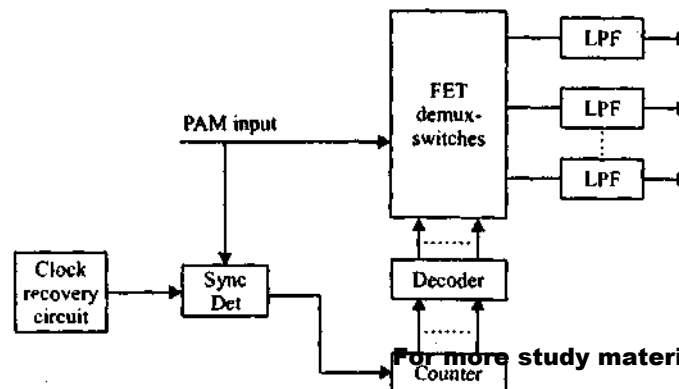 LPF
FET
demux-
switches
LPF
PAM input
LPF
Clock
recovery
circuit
Sync
Det
Decoder
For more study materi
Counter